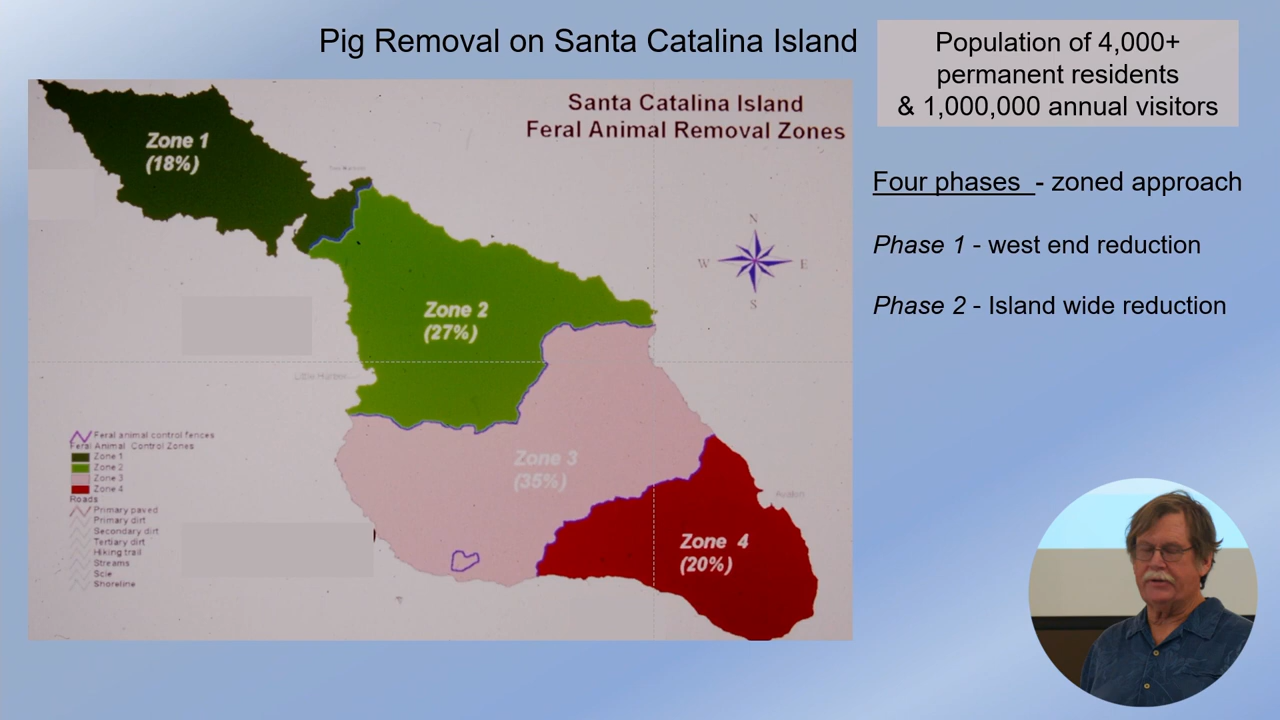 Pig Removal on Santa Catalina Island
Population of 4,000+
permanent residents
& 1,000,000 annual visitors
Santa Catalina Island
Feral Animal Removal Zones
Zone 1
(18%)
N
W
E
S
Zone 2
(27%)
Zone 3
(35%)
Zone 4
(20%)
Avalon
Feral animal control fences
Feral Animal Control Zones
Zone 1
Zone 2
Zone 3
Zone 4
Roads
Primary paved
Primary dirt
Secondary dirt
Tertiary dirt
Hiking trail
Streams
Scie
Shoreline
Four phases - zoned approach
Phase 1 - west end reduction
Phase 2 - Island wide reduction